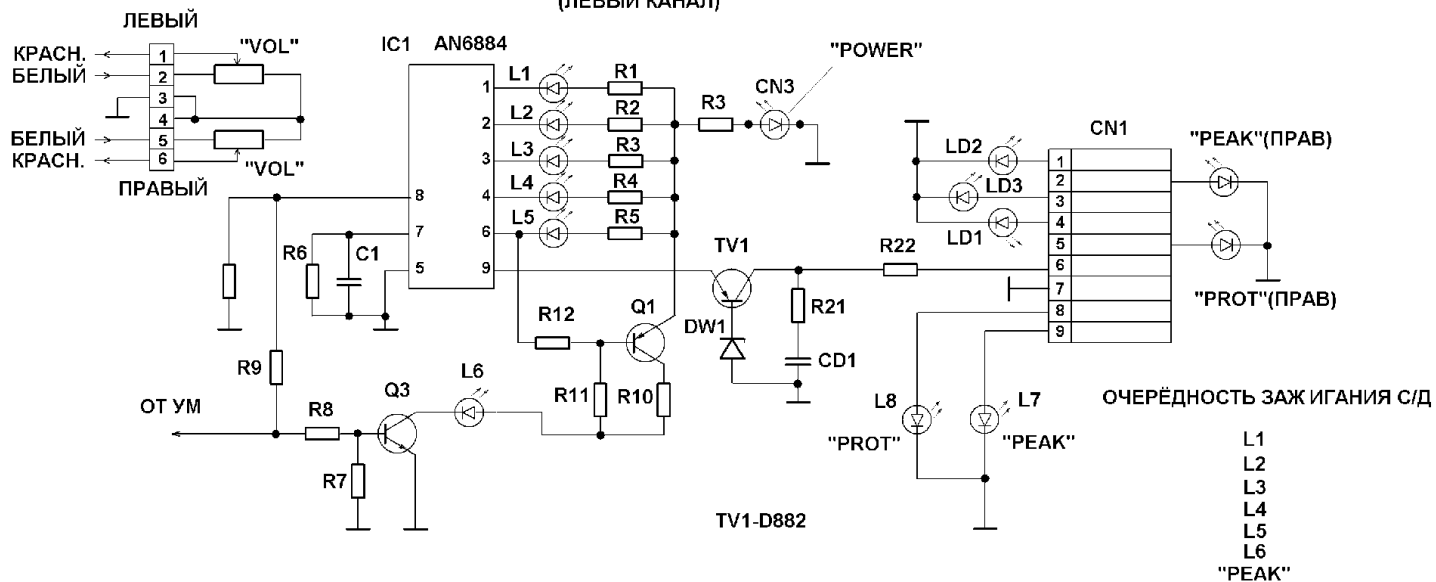 (ЛЕВЫЙ КАНАЛ)
ЛЕВЫЙ
КРАСН.
БЕЛЫЙ
БЕЛЫЙ
КРАСН.
1
2
3
4
5
6
"VOL"
"VOL"
ПРАВЫЙ
IC1
AN6884
8
7
5
1
2
3
4
6
9
L1
L2
L3
L4
L5
R1
R2
R3
R4
R5
R3
CN3
"POWER"
R6
C1
R9
ОТ УМ
R8
R7
Q3
L6
R12
R11
R10
Q1
TV1
DW1
R21
CD1
R22
LD2
LD3
LD1
CN1
1
2
3
4
5
6
7
8
9
"PEAK"(ПРАВ)
"PROT"(ПРАВ)
L8
"PROT"
L7
"PEAK"
TV1-D882
ОЧЕРЁДНОСТЬ ЗАЖ ИГАНИЯ С/Д
L1
L2
L3
L4
L5
L6
"PEAK"